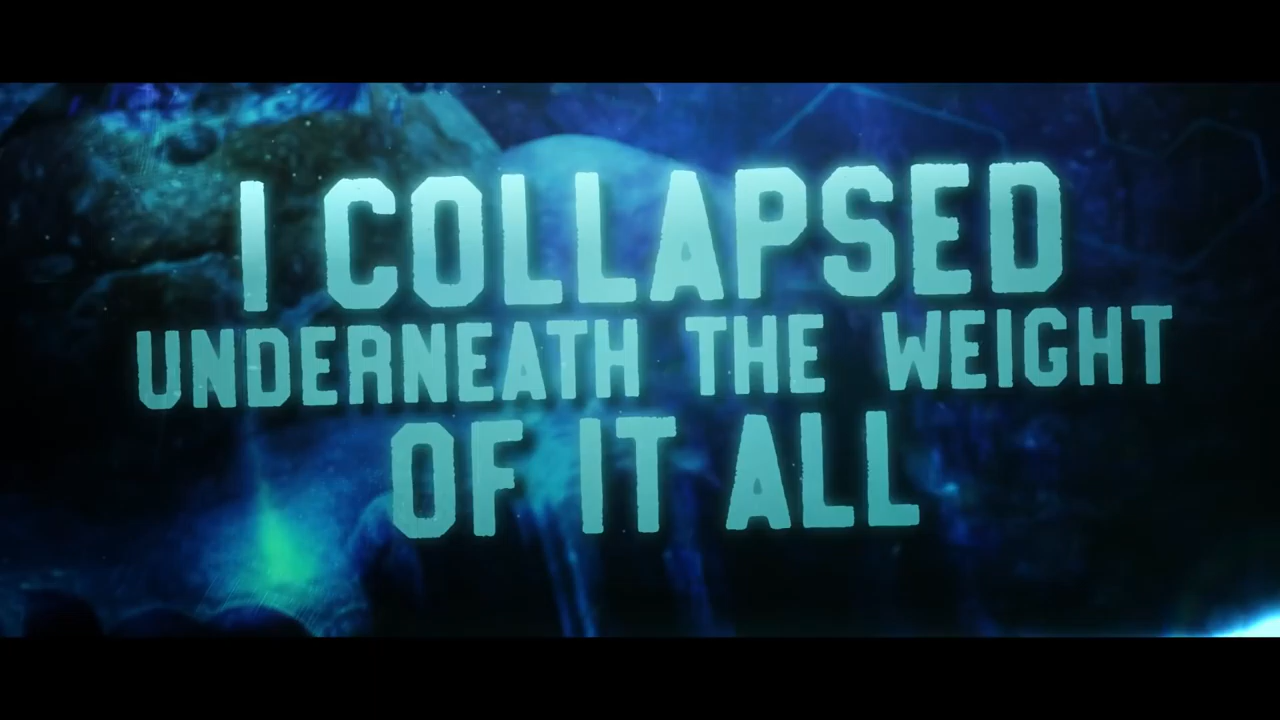 I COLLAPSED
UNDERNEATH THE WEIGHT
OF IT ALL